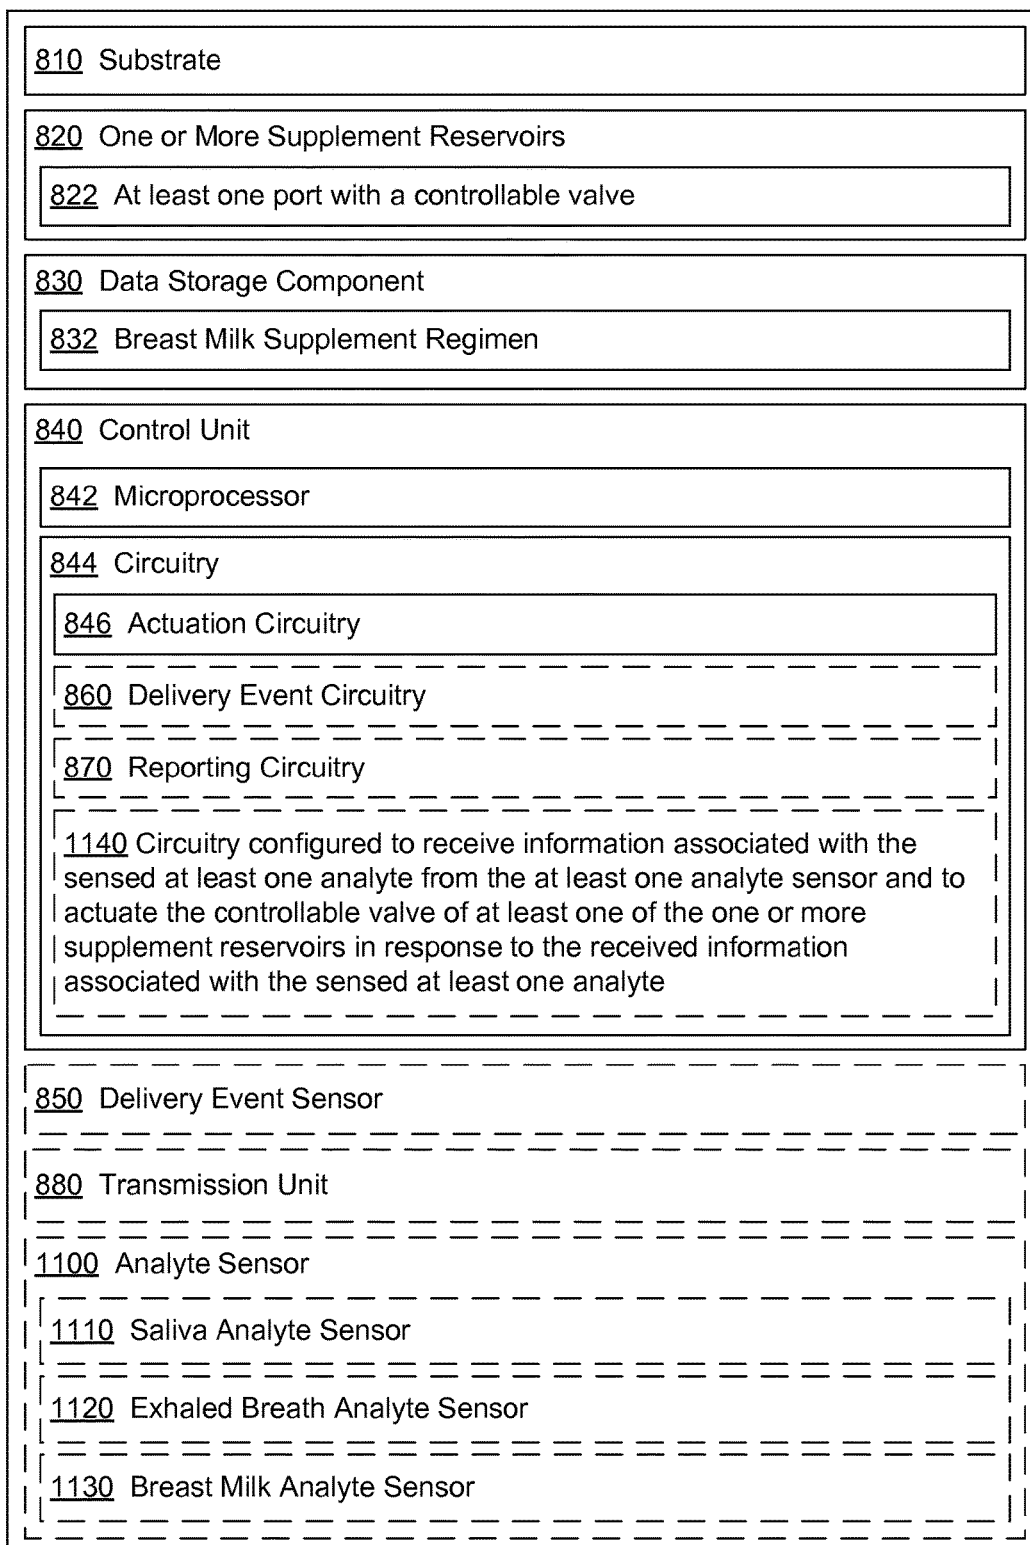 810 Substrate
820 One or More Supplement Reservoirs
822 At least one port with a controllable valve
830 Data Storage Component
832 Breast Milk Supplement Regimen
840 Control Unit
842 Microprocessor
844 Circuitry
846 Actuation Circuitry
860 Delivery Event Circuitry
870 Reporting Circuitry
1140 Circuitry configured to receive information associated with the
sensed at least one analyte from the at least one analyte sensor and to
actuate the controllable valve of at least one of the one or more
supplement reservoirs in response to the received information
associated with the sensed at least one analyte
850 Delivery Event Sensor
880 Transmission Unit
1100 Analyte Sensor
1110 Saliva Analyte Sensor
1120 Exhaled Breath Analyte Sensor
1130 Breast Milk Analyte Sensor